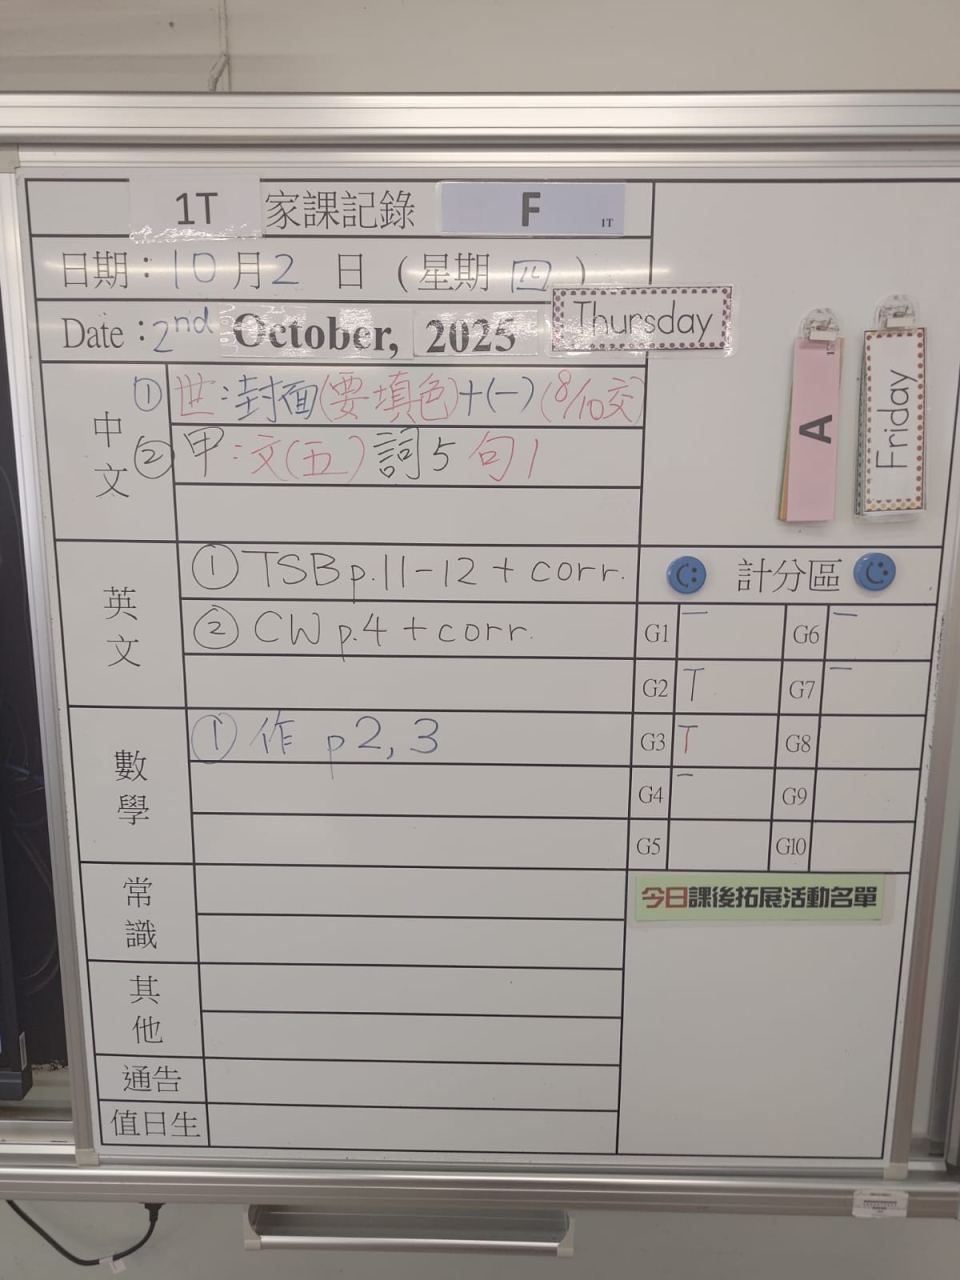 1T 家課記錄 F 1T
日期：10月2日（星期四）
Date：2nd October, 2025 Thursday
中文
① 世：封面(要填色)+(一)(8/10交)
② 甲：文(五) 詞5 句1
A
Friday
英文
① TSB p.11-12 + corr.
② CW p.4 + corr.
計分區
G1 一 G6 一
G2 T G7 一
G3 T G8
G4 一 G9
G5 G10
數學
① 作 p2, 3
常識
今日課後拓展活動名單
其他
通告
值日生